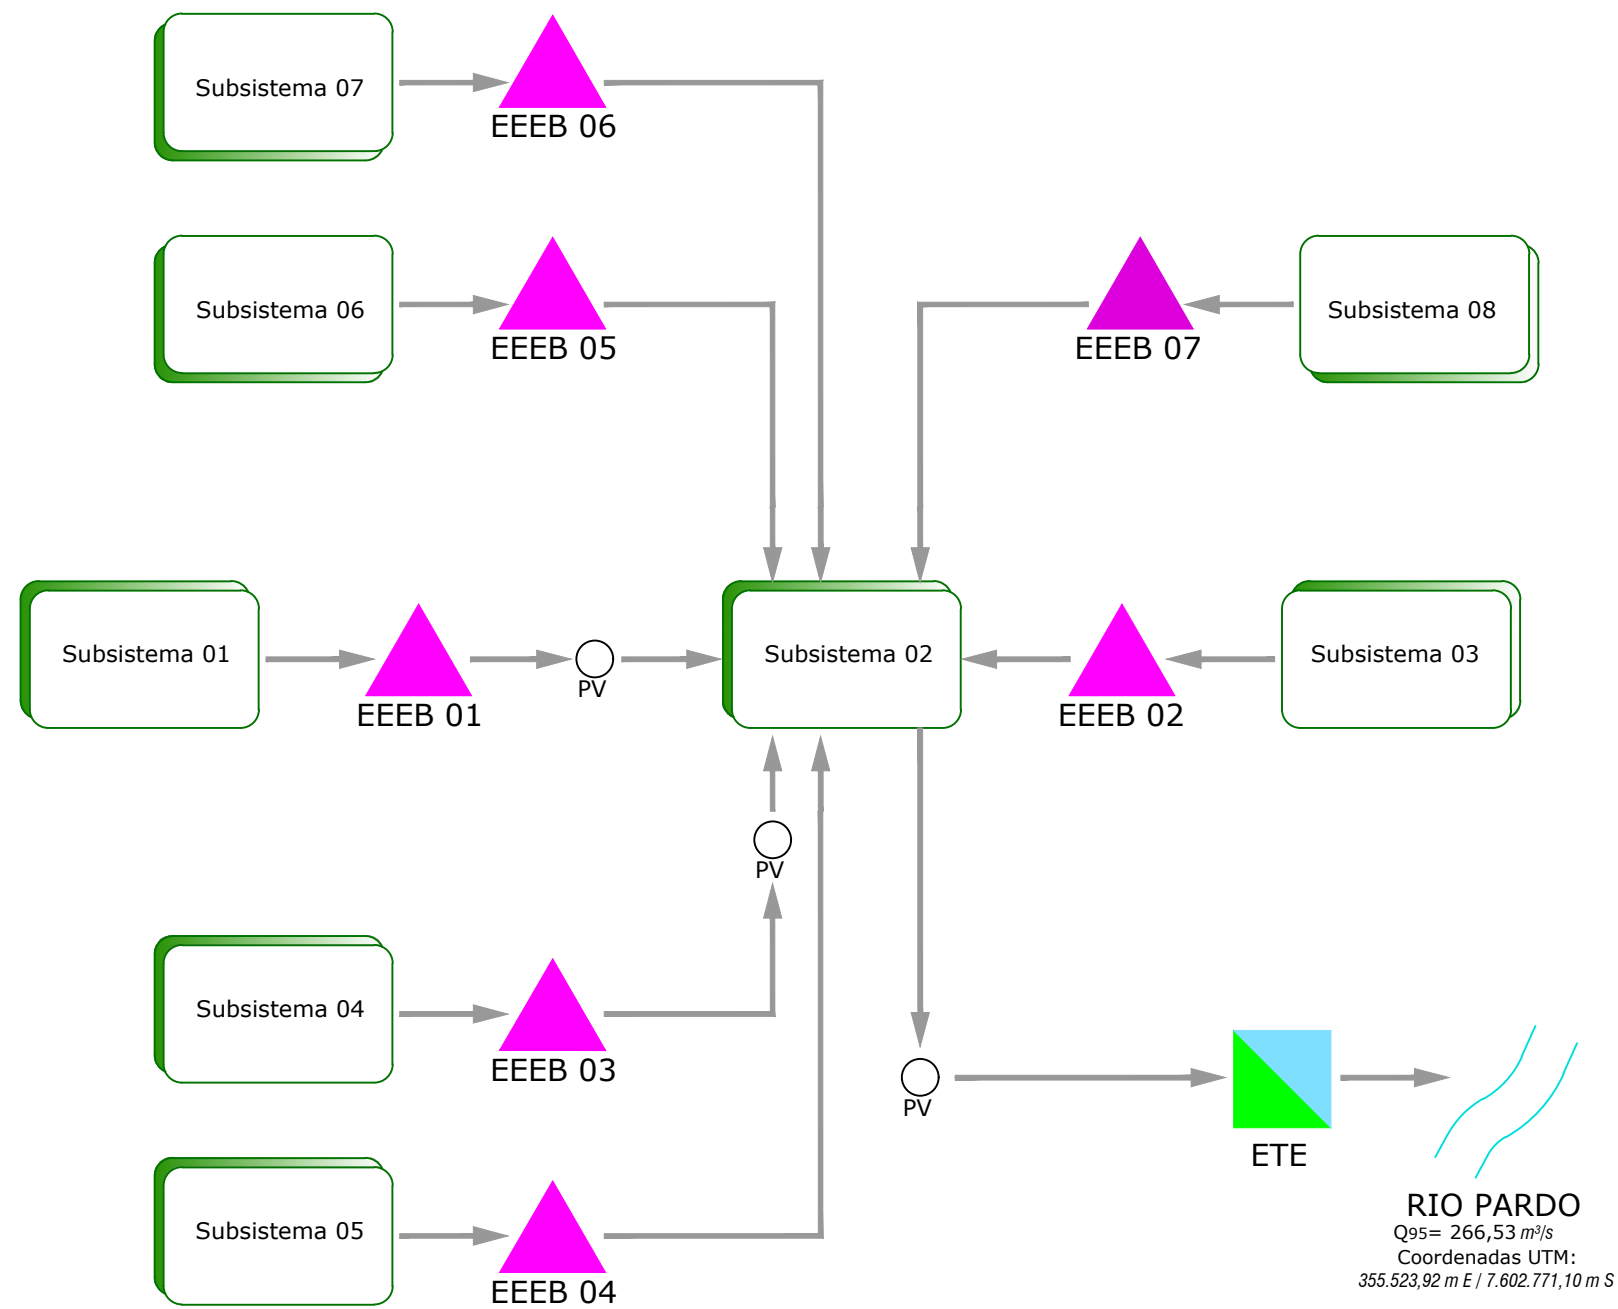 Subsistema 07
EEEB 06
Subsistema 06
EEEB 05
EEEB 07
Subsistema 08
Subsistema 01
EEEB 01
PV
Subsistema 02
EEEB 02
Subsistema 03
PV
Subsistema 04
EEEB 03
PV
ETE
Subsistema 05
EEEB 04
RIO PARDO
Q95= 266,53 m³/s
Coordenadas UTM:
355.523,92 m E / 7.602.771,10 m S